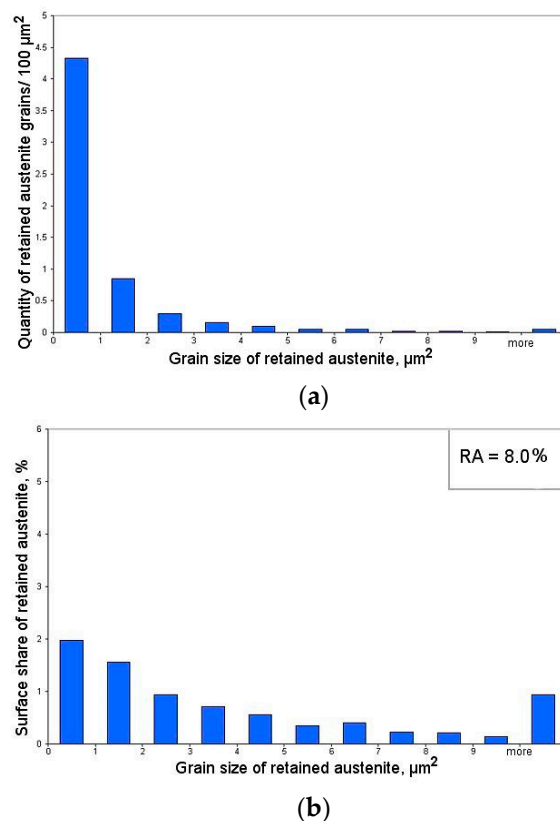 Quantity of retained austenite grains/ 100 µm²
5
4.5
4
3.5
3
2.5
2
1.5
1
0.5
0
0 1 2 3 4 5 6 7 8 9 more
Grain size of retained austenite, µm²
(a)
Surface share of retained austenite, %
6
5
4
3
2
1
0
RA = 8.0%
0 1 2 3 4 5 6 7 8 9 more
Grain size of retained austenite, µm²
(b)